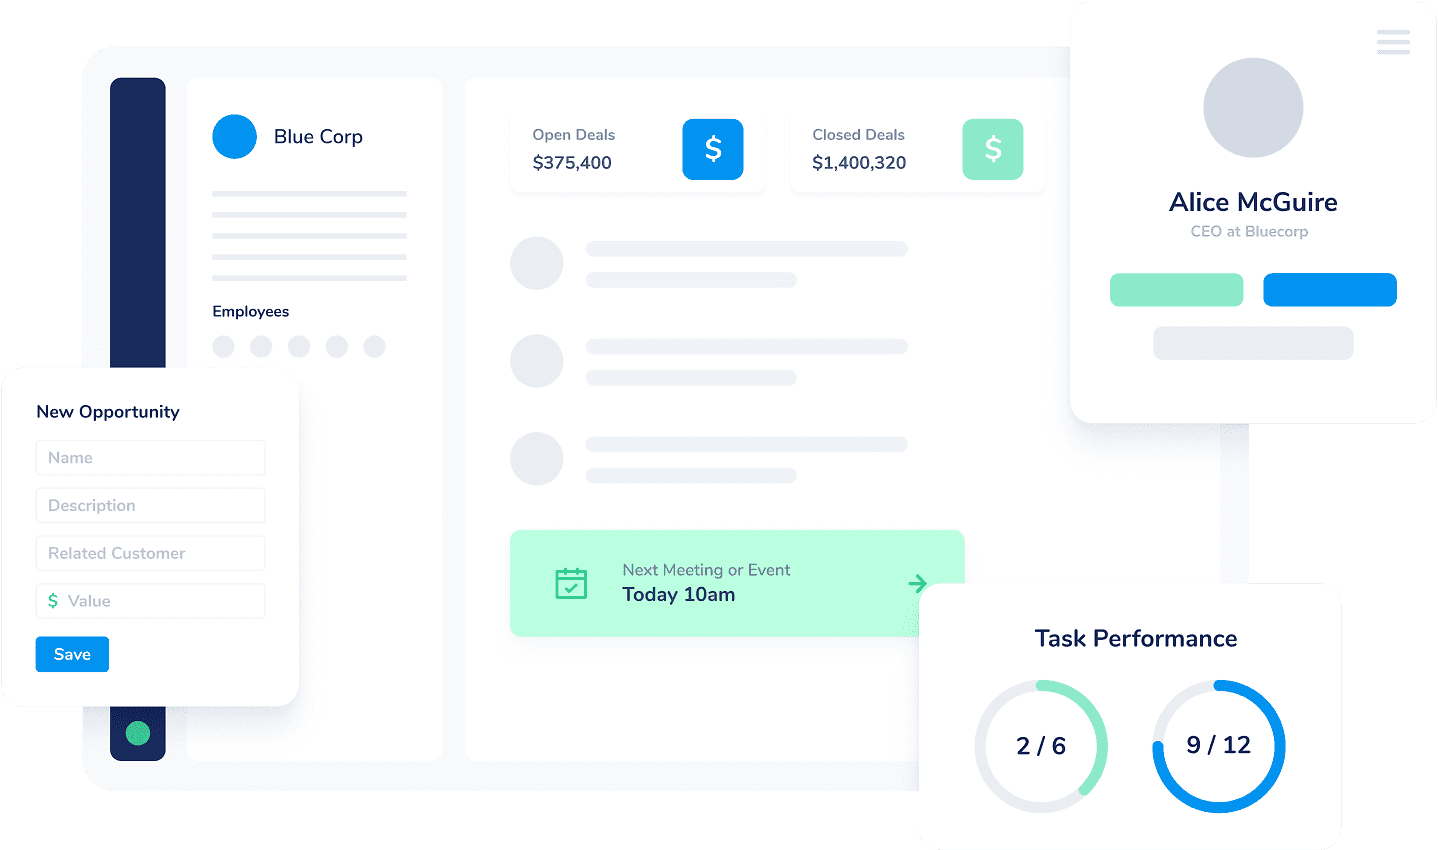 Blue Corp
Employees
New Opportunity
Name
Description
Related Customer
$ Value
Save
Open Deals
$375,400
$
Closed Deals
$1,400,320
$
Next Meeting or Event
Today 10am
Alice McGuire
CEO at Bluecorp
Task Performance
2 / 6
9 / 12